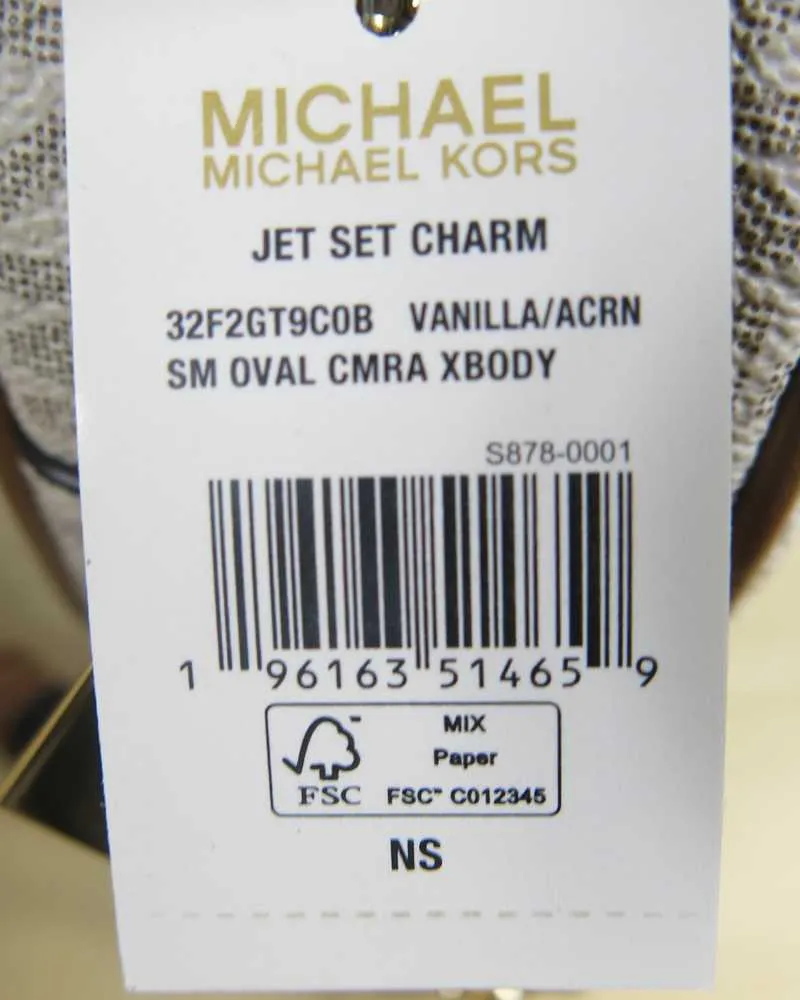 MICHAEL
MICHAEL KORS
JET SET CHARM
32F2GT9C0B VANILLA/ACRN
SM OVAL CMRA XBODY
S878-0001
1 96163 51465 9
MIX
Paper
FSC FSC™ C012345
NS